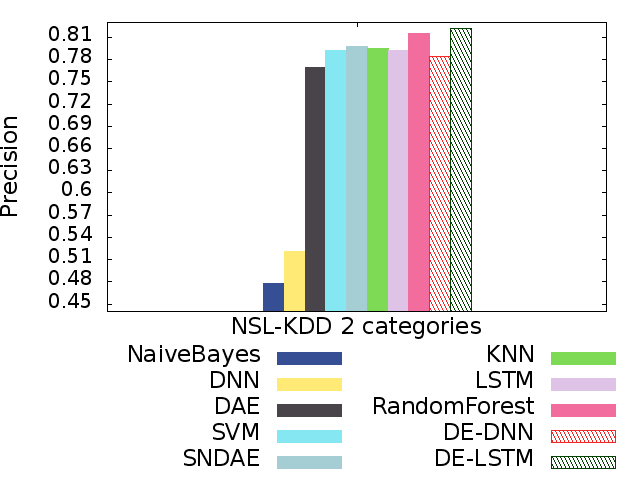 0.81
0.78
0.75
0.72
0.69
0.66
0.63
0.6
0.57
0.54
0.51
0.48
0.45
Precision
NSL-KDD 2 categories
NaiveBayes
DNN
DAE
SVM
SNDAE
KNN
LSTM
RandomForest
DE-DNN
DE-LSTM